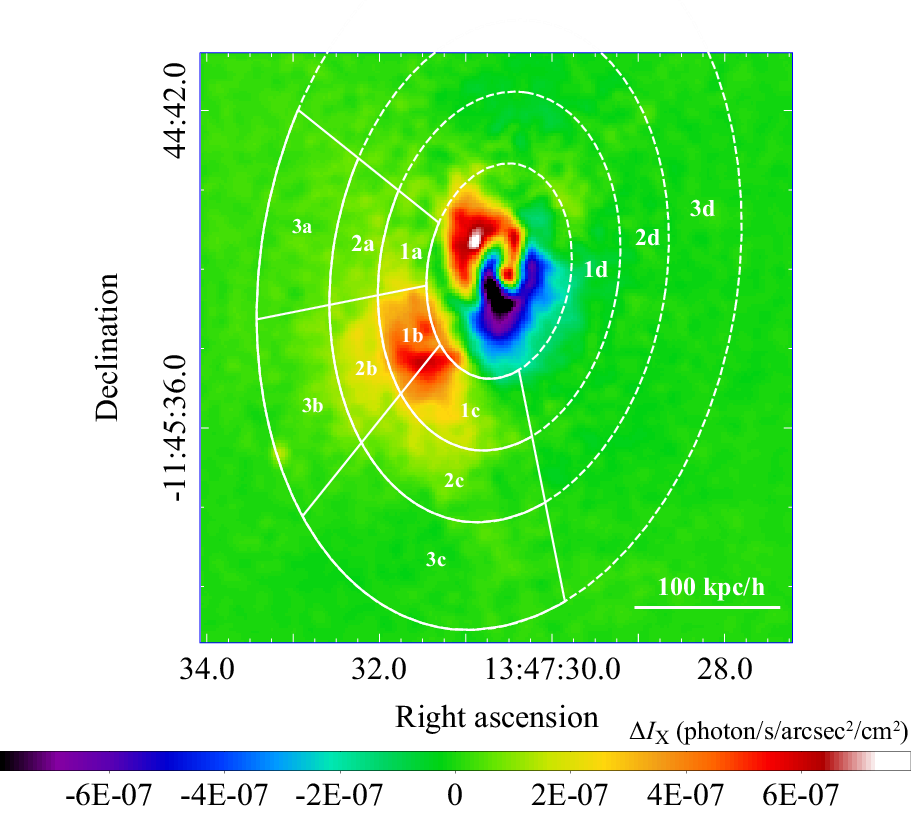 44:42.0
-11:45:36.0
Declination
3a
2a
1a
1d
2d
3d
1b
2b
3b
1c
2c
3c
100 kpc/h
34.0 32.0 13:47:30.0 28.0
Right ascension
ΔIX (photon/s/arcsec²/cm²)
-6E-07 -4E-07 -2E-07 0 2E-07 4E-07 6E-07